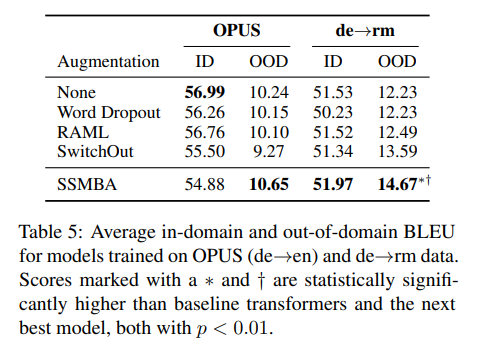 OPUS de→rm
Augmentation ID OOD ID OOD
None 56.99 10.24 51.53 12.23
Word Dropout 56.26 10.15 50.23 12.23
RAML 56.76 10.10 51.52 12.49
SwitchOut 55.50 9.27 51.34 13.59
SSMBA 54.88 10.65 51.97 14.67*†
Table 5: Average in-domain and out-of-domain BLEU
for models trained on OPUS (de→en) and de→rm data.
Scores marked with a ∗ and † are statistically signifi-
cantly higher than baseline transformers and the next
best model, both with p < 0.01.